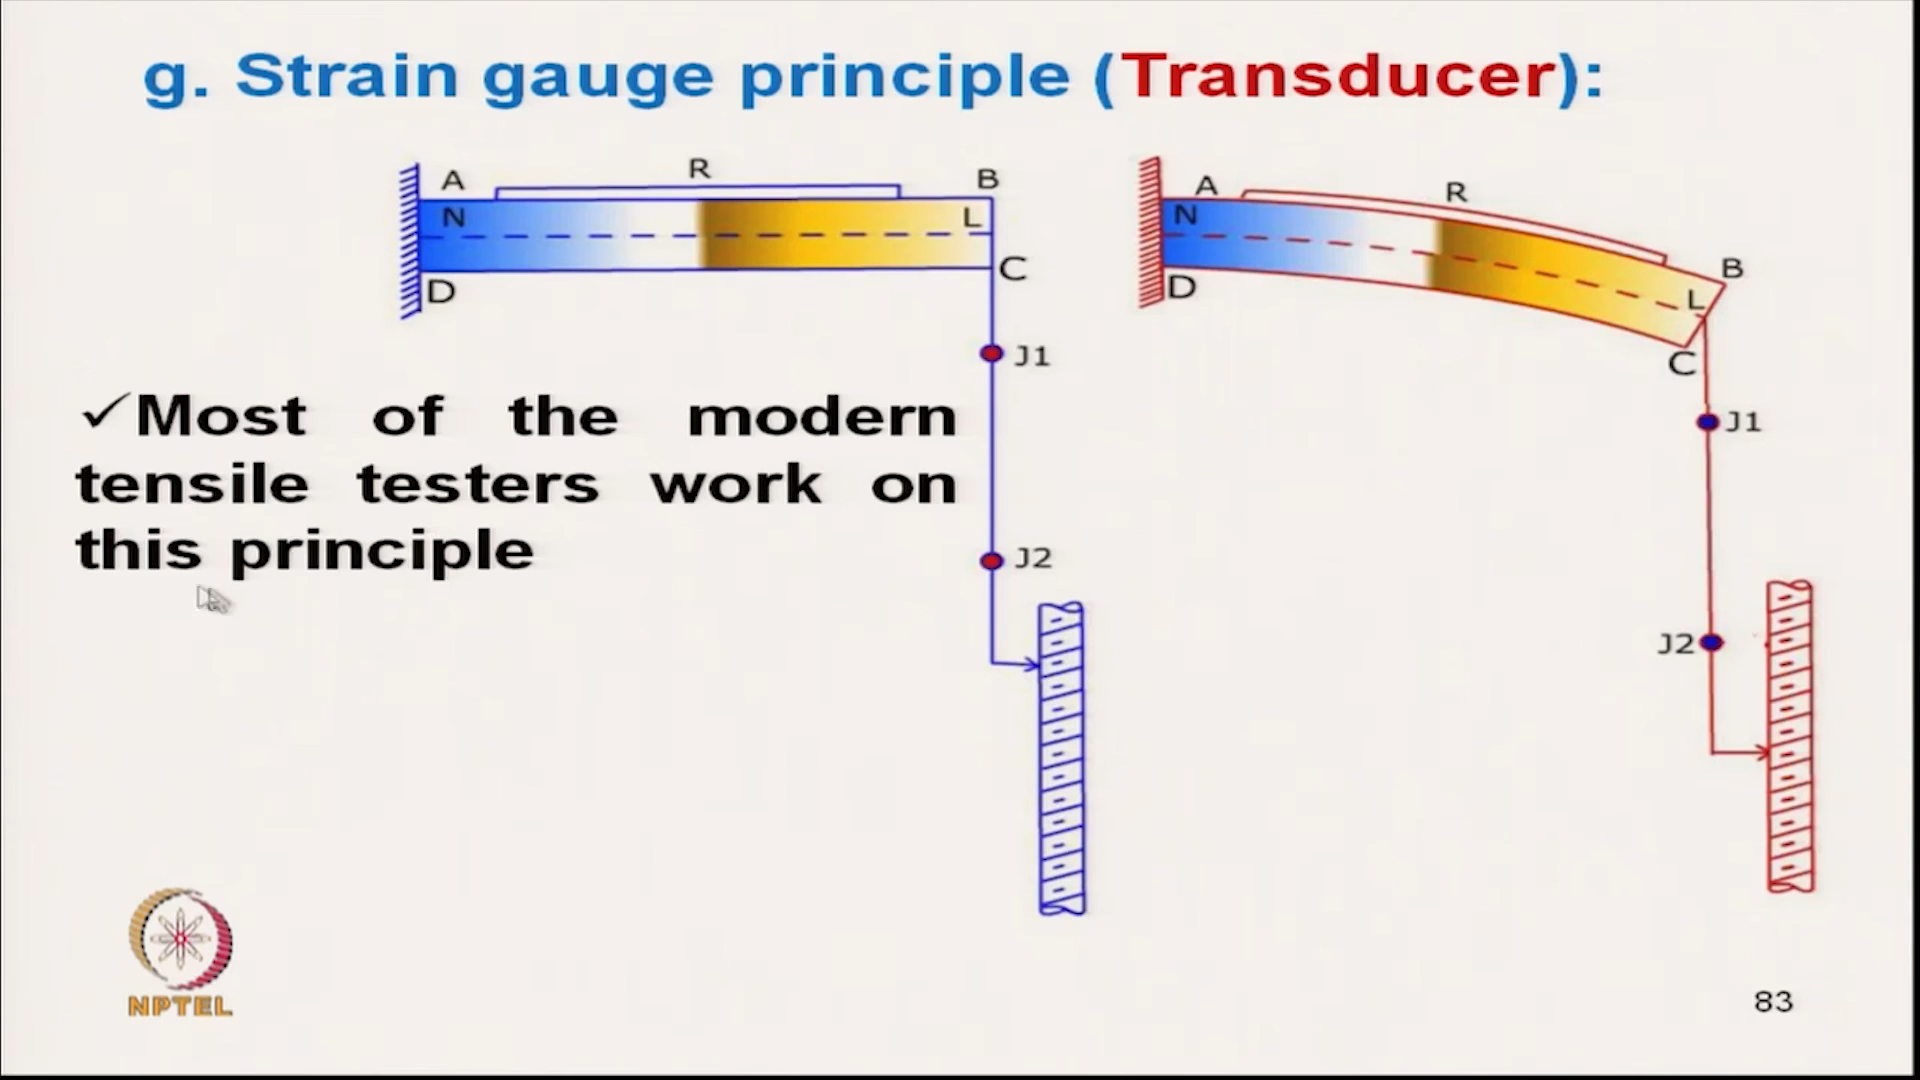 g. Strain gauge principle (Transducer):
A R B
N L
D C
J1
J2
A R
N B
D L
C
J1
J2
✓Most of the modern
tensile testers work on
this principle
NPTEL
83